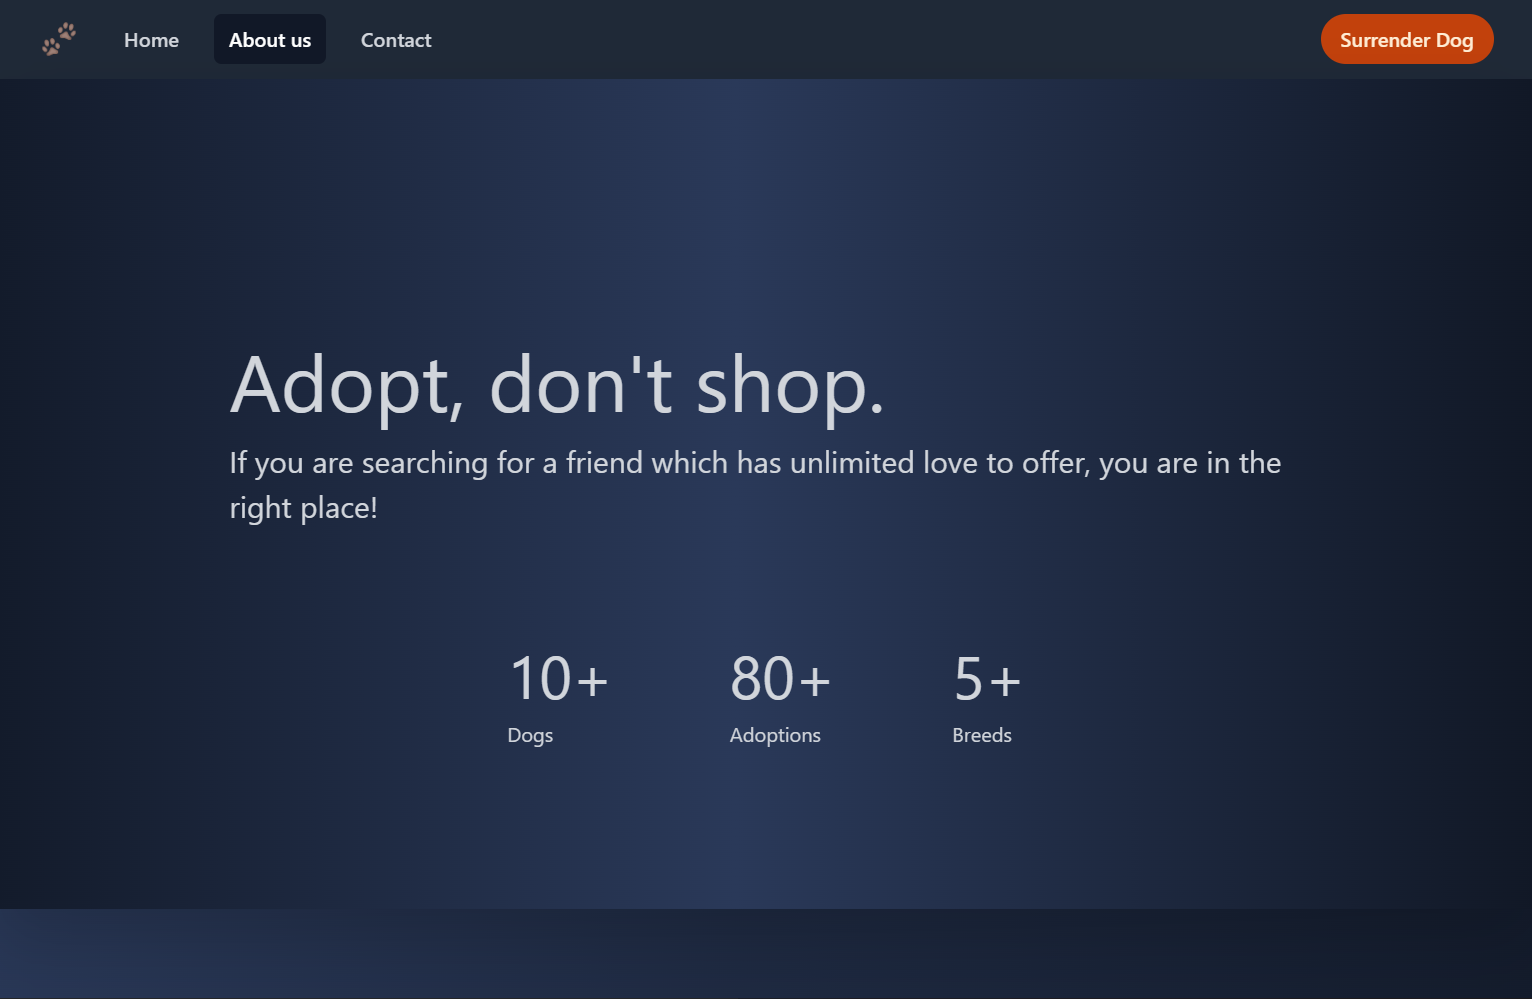 Home About us Contact Surrender Dog
Adopt, don't shop.
If you are searching for a friend which has unlimited love to offer, you are in the
right place!
10+ 80+ 5+
Dogs Adoptions Breeds